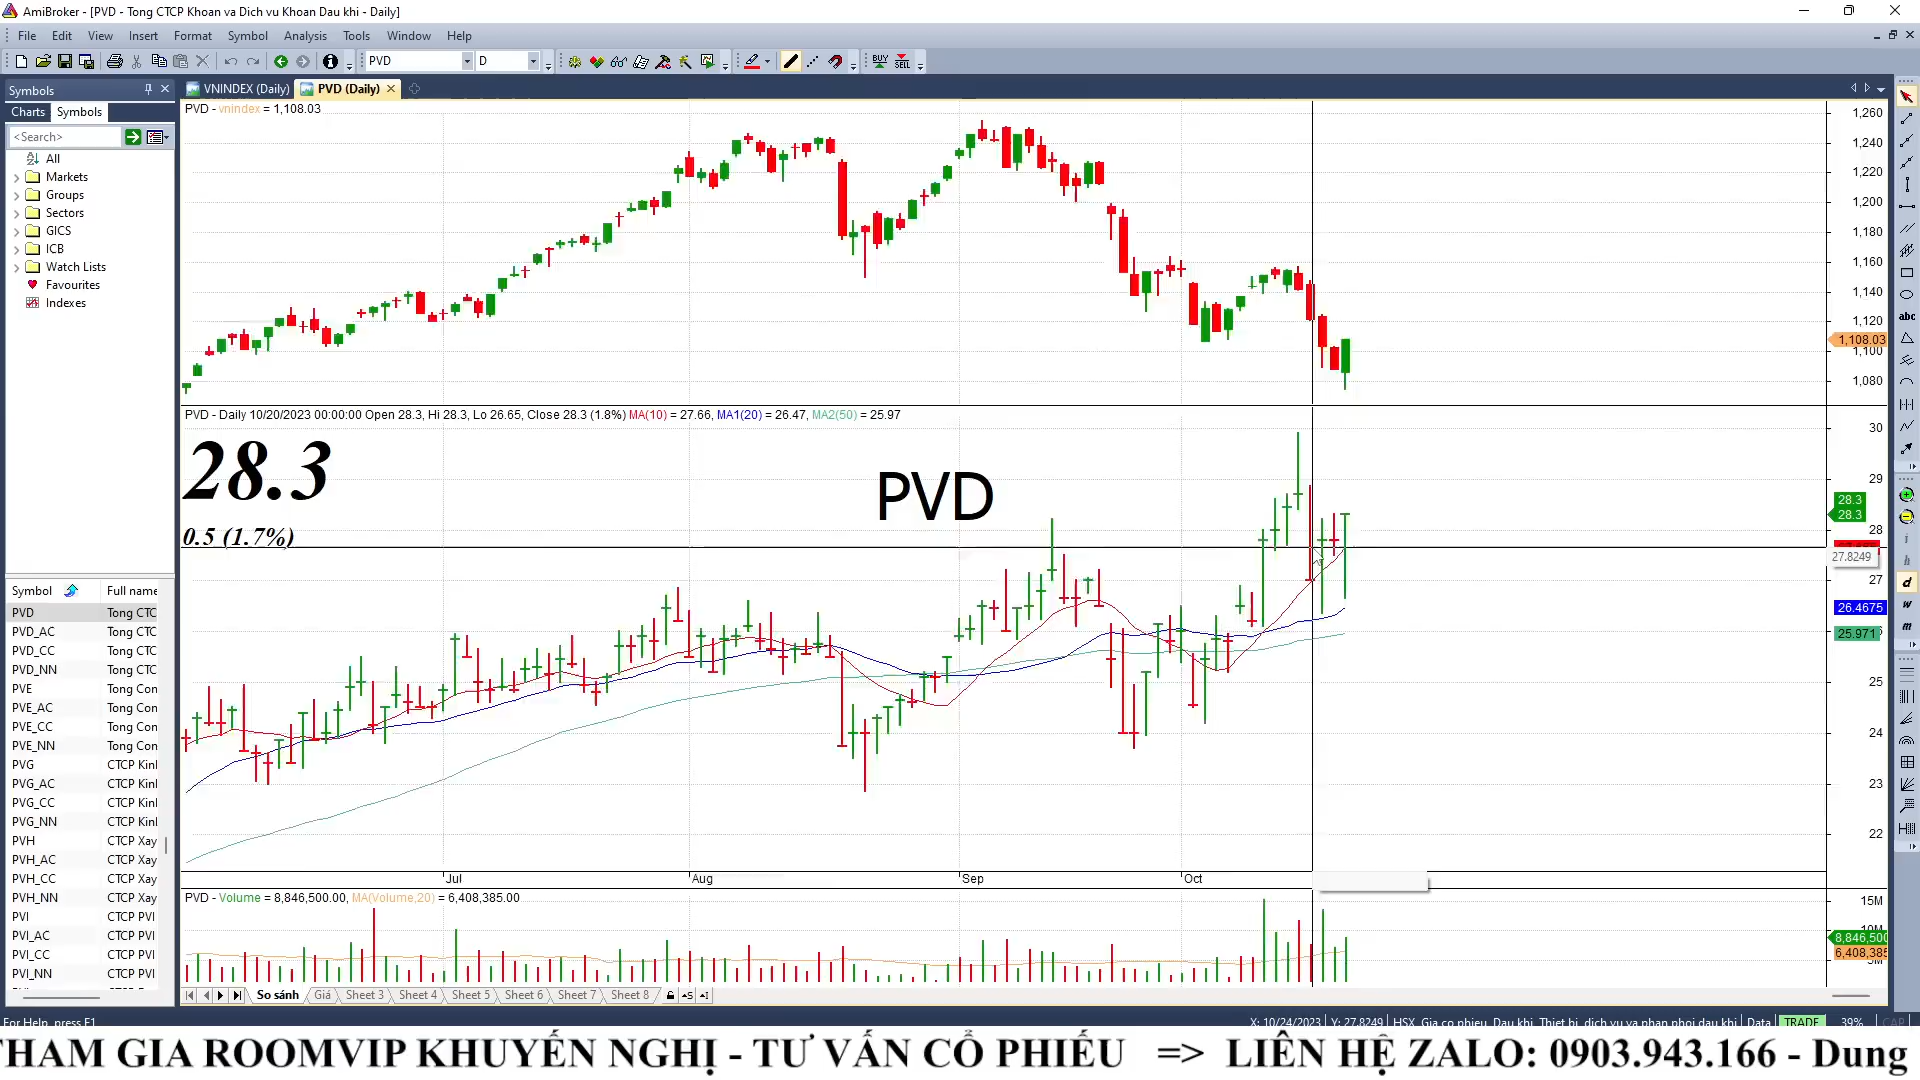 AmiBroker - [PVD - Tong CTCP Khoan va Dich vu Khoan Dau khi - Daily]
File Edit View Insert Format Symbol Analysis Tools Window Help
PVD D BUY SELL
Symbols
VNINDEX (Daily) PVD (Daily)
Charts Symbols
<Search>
All
Markets
Groups
Sectors
GICS
ICB
Watch Lists
Favourites
Indexes
Symbol Full name
PVD Tong CTC
PVD_AC Tong CTC
PVD_CC Tong CTC
PVD_NN Tong CTC
PVE Tong Con
PVE_AC Tong Con
PVE_CC Tong Con
PVE_NN Tong Con
PVG CTCP Kinl
PVG_AC CTCP Kinl
PVG_CC CTCP Kinl
PVG_NN CTCP Kinl
PVH CTCP Xay
PVH_AC CTCP Xay
PVH_CC CTCP Xay
PVH_NN CTCP Xay
PVI CTCP PVI
PVI_AC CTCP PVI
PVI_CC CTCP PVI
PVI_NN CTCP PVI
PVD - vnindex = 1,108.03
1,260
1,240
1,220
1,200
1,180
1,160
1,140
1,120
1,108.03
1,100
1,080
PVD - Daily 10/20/2023 00:00:00 Open 28.3, Hi 28.3, Lo 26.65, Close 28.3 (1.8%) MA(10) = 27.66, MA1(20) = 26.47, MA2(50) = 25.97
28.3
0.5 (1.7%)
PVD
30
29
28.3
28.3
28
27.8249
27
26.4675
25.971
25
24
23
22
Jul Aug Sep Oct
PVD - Volume = 8,846,500.00, MA(Volume,20) = 6,408,385.00
15M
10M
8,846,500
6,408,385
5M
So sánh Giá Sheet 3 Sheet 4 Sheet 5 Sheet 6 Sheet 7 Sheet 8
abc
d
w
m
For Help, press F1
X: 10/24/2023 Y: 27.8249 HSX, Gia co phieu, Dau khi, Thiet bi, dich vu va phan phoi dau khi Data TRADE 39% CAP
THAM GIA ROOMVIP KHUYẾN NGHỊ - TƯ VẤN CỔ PHIẾU => LIÊN HỆ ZALO: 0903.943.166 - Dung